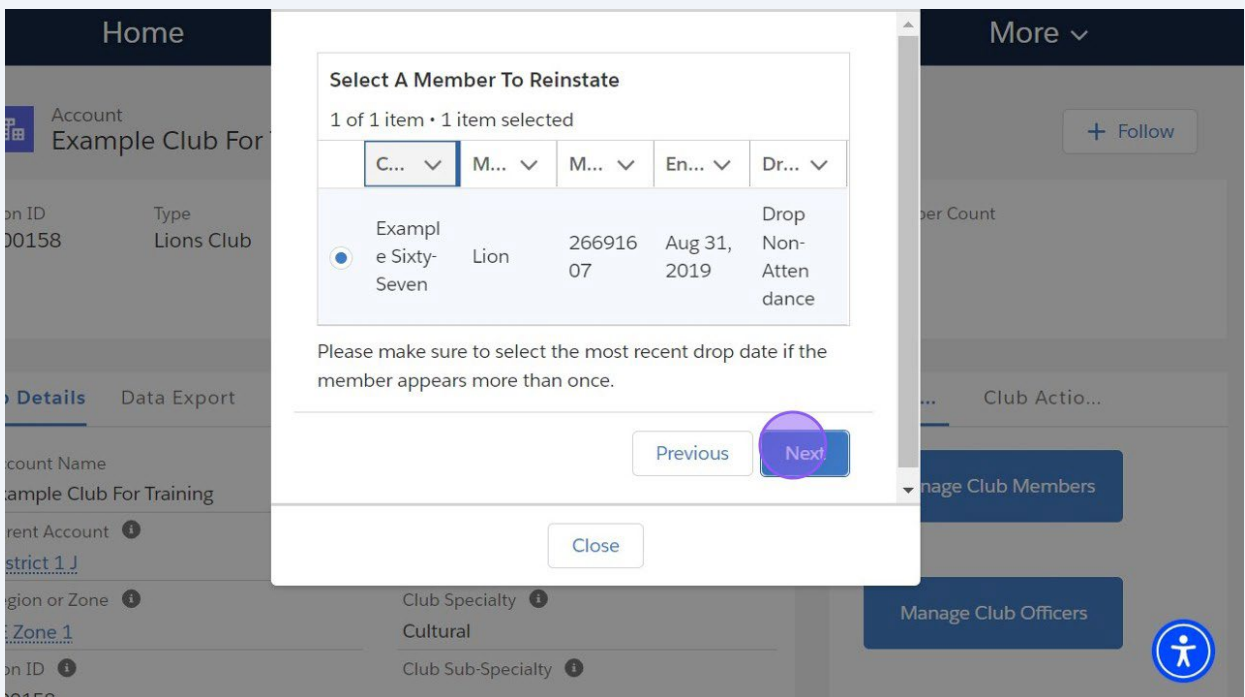 Home
More
Account
Example Club For
+ Follow
on ID
Type
00158
Lions Club
Select A Member To Reinstate
1 of 1 item • 1 item selected
C...
M...
M...
En...
Dr...
Exampl
e Sixty-
Seven
Lion
266916
07
Aug 31,
2019
Drop
Non-
Atten
dance
Please make sure to select the most recent drop date if the
member appears more than once.
Previous
Next
Close
per Count
Details
Data Export
...
Club Actio...
ccount Name
ample Club For Training
rent Account
strict 1 J
egion or Zone
Zone 1
on ID
Club Specialty
Cultural
Club Sub-Specialty
nage Club Members
Manage Club Officers